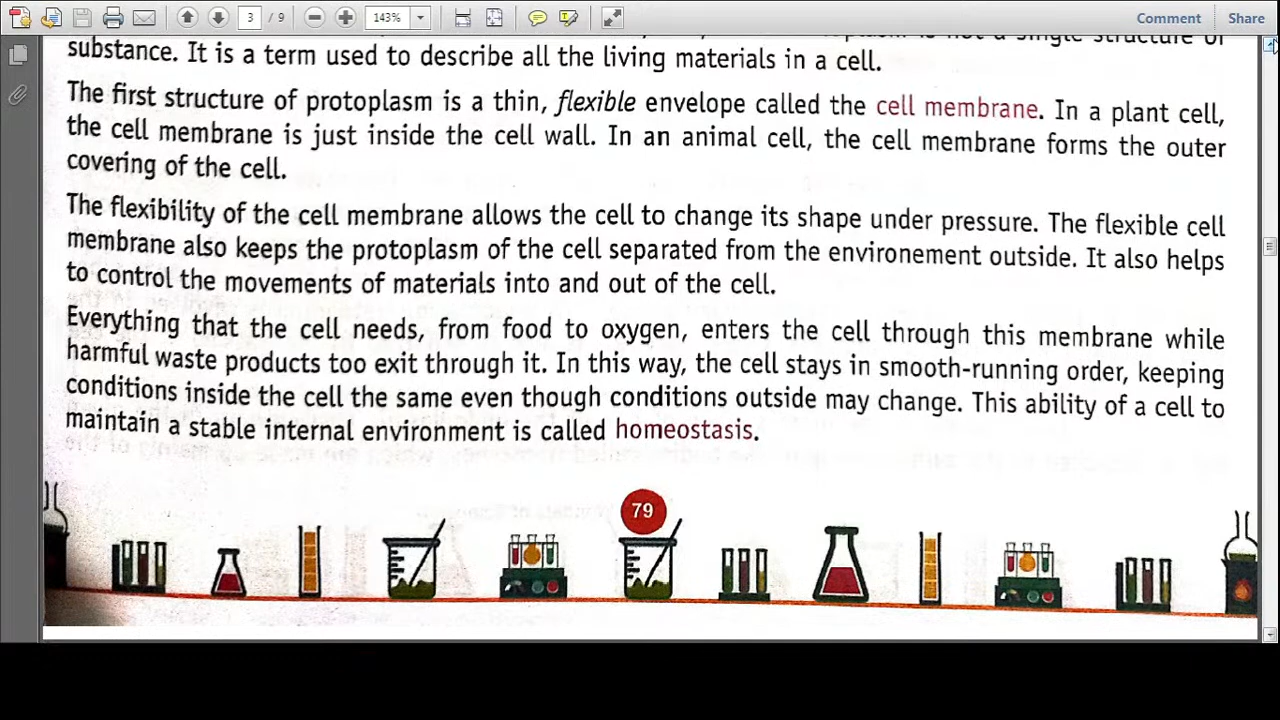 3 / 9
143%
Comment
Share
is not a single structure or
substance. It is a term used to describe all the living materials in a cell.
The first structure of protoplasm is a thin, flexible envelope called the cell membrane. In a plant cell,
the cell membrane is just inside the cell wall. In an animal cell, the cell membrane forms the outer
covering of the cell.
The flexibility of the cell membrane allows the cell to change its shape under pressure. The flexible cell
membrane also keeps the protoplasm of the cell separated from the environement outside. It also helps
to control the movements of materials into and out of the cell.
Everything that the cell needs, from food to oxygen, enters the cell through this membrane while
harmful waste products too exit through it. In this way, the cell stays in smooth-running order, keeping
conditions inside the cell the same even though conditions outside may change. This ability of a cell to
maintain a stable internal environment is called homeostasis.
79